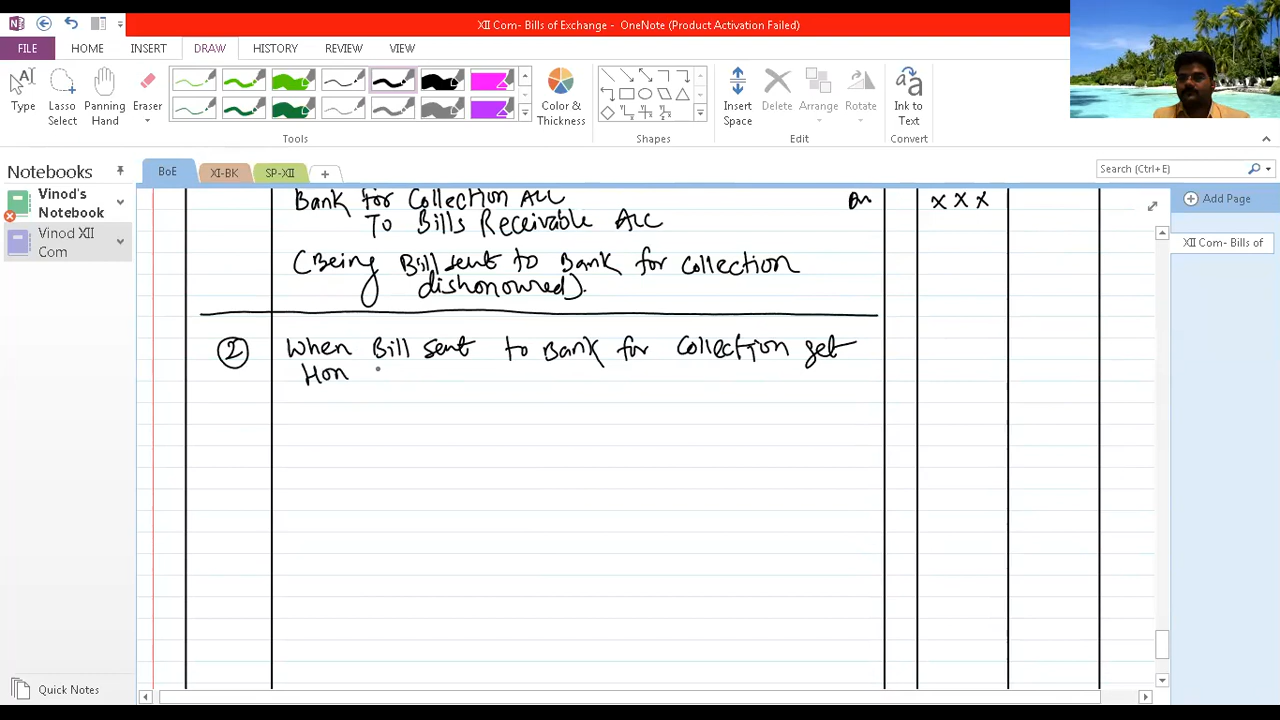 XII Com- Bills of Exchange - OneNote (Product Activation Failed)
FILE HOME INSERT DRAW HISTORY REVIEW VIEW
Type Lasso Select Panning Hand Eraser
Color & Thickness
Insert Space Delete Arrange Rotate
Ink to Text
Tools Shapes Edit Convert
Notebooks
BoE XI-BK SP-XII
Search (Ctrl+E)
Vinod's Notebook
Vinod XII Com
Add Page
XII Com- Bills of
Bank for Collection A/c Dr x x x
To Bills Receivable A/c
(Being Bill sent to Bank for Collection
dishonoured).
2 When Bill sent to Bank for Collection get
Hon
Quick Notes